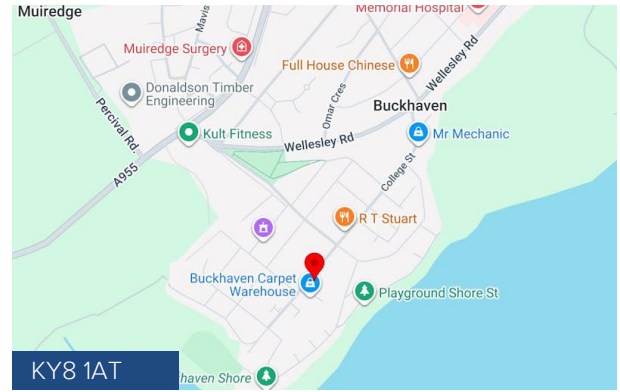 Muiredge
Memorial Hospital
Mavis
Muiredge Surgery
Full House Chinese
Wellesley Rd
Donaldson Timber
Engineering
Omar Cres
Buckhaven
Percival Rd.
Kult Fitness
Wellesley Rd
Mr Mechanic
A955
College St
R T Stuart
Buckhaven Carpet
Warehouse
Playground Shore St
KY8 1AT
haven Shore